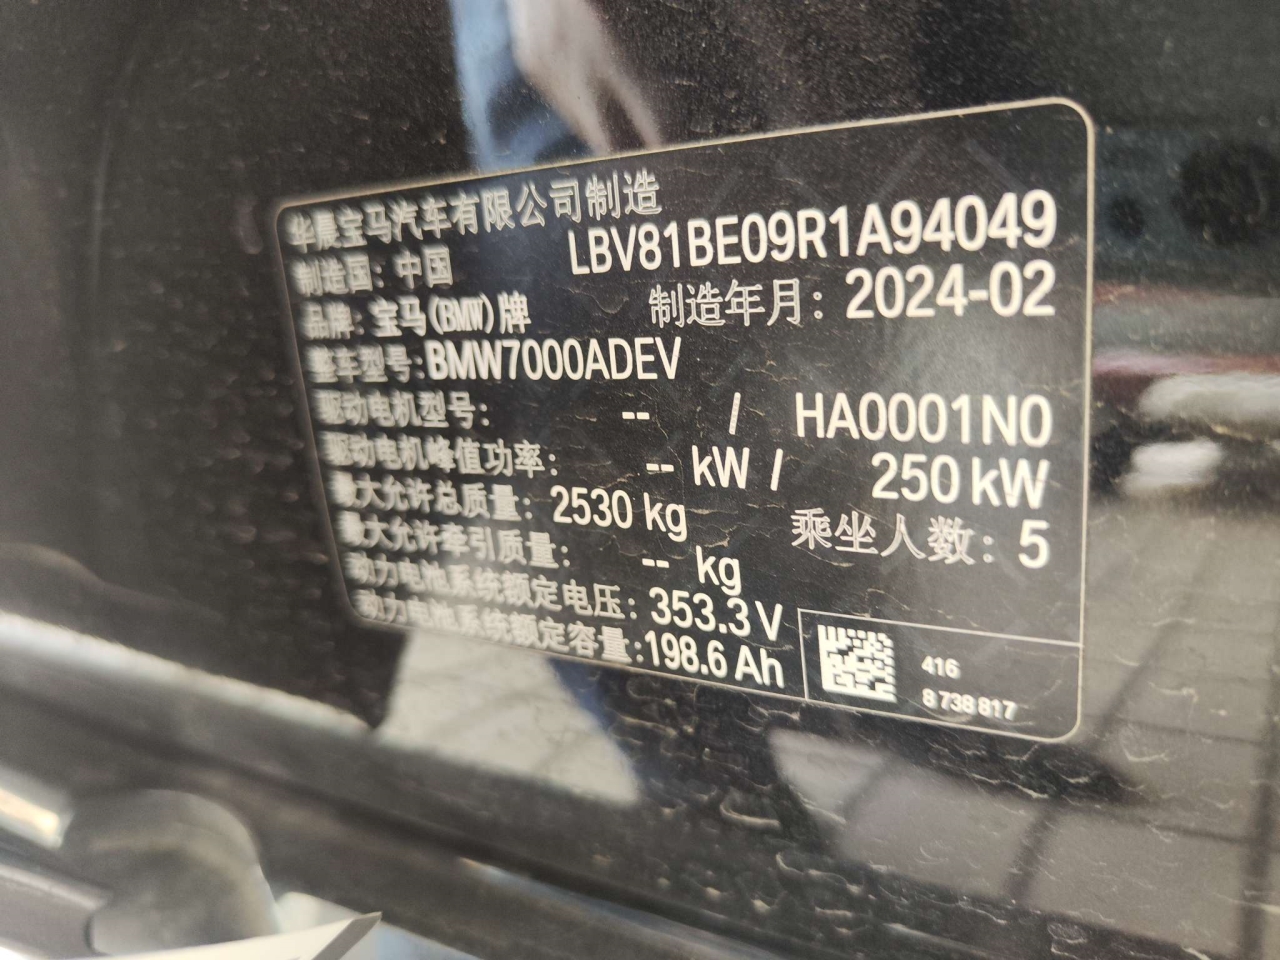 华晨宝马汽车有限公司制造
制造国: 中国 LBV81BE09R1A94049
品牌: 宝马(BMW)牌 制造年月: 2024-02
整车型号:BMW7000ADEV
驱动电机型号: -- / HA0001N0
驱动电机峰值功率: -- kW / 250 kW
最大允许总质量: 2530 kg 乘坐人数: 5
最大允许牵引质量: -- kg
动力电池系统额定电压: 353.3 V
动力电池系统额定容量:198.6 Ah
416
8 738 817